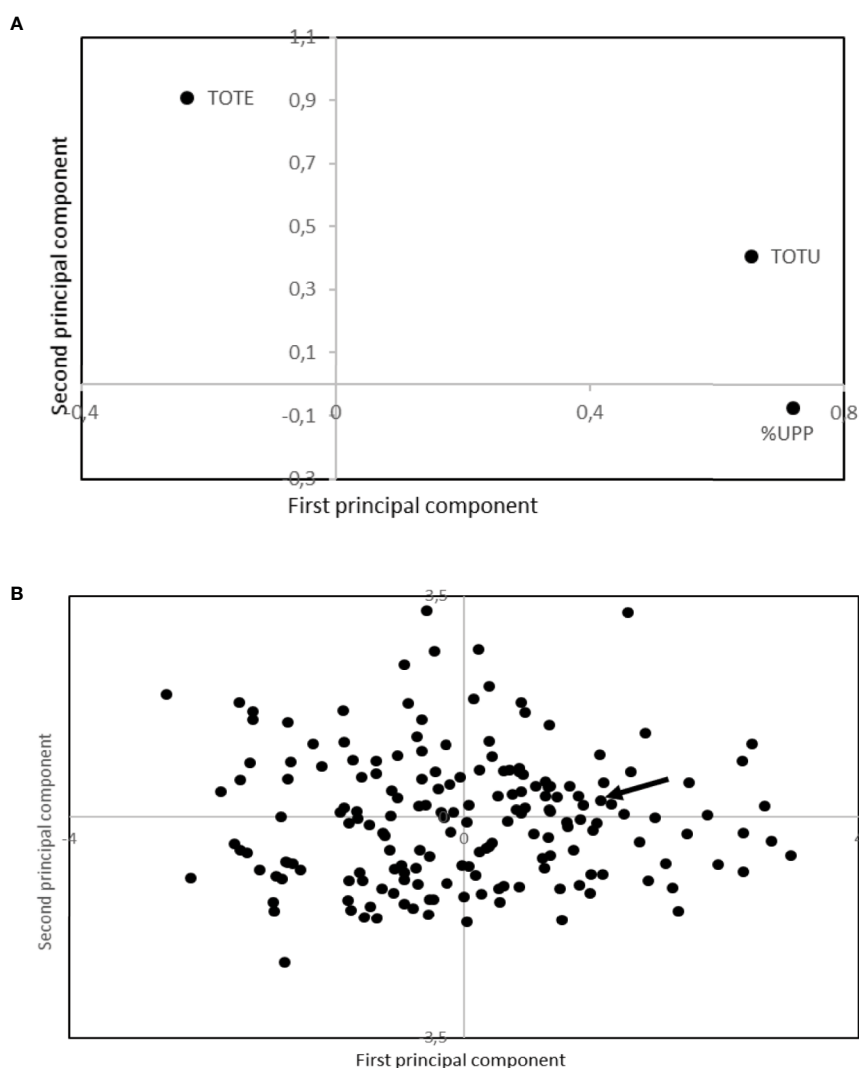 A
1,1
TOTE
0,9
0,7
0,5
TOTU
0,3
0,1
-0,4
-0,1
0
0,4
0,8
%UPP
-0,3
Second principal component
First principal component
B
3,5
-4
0
0
4
-3,5
Second principal component
First principal component